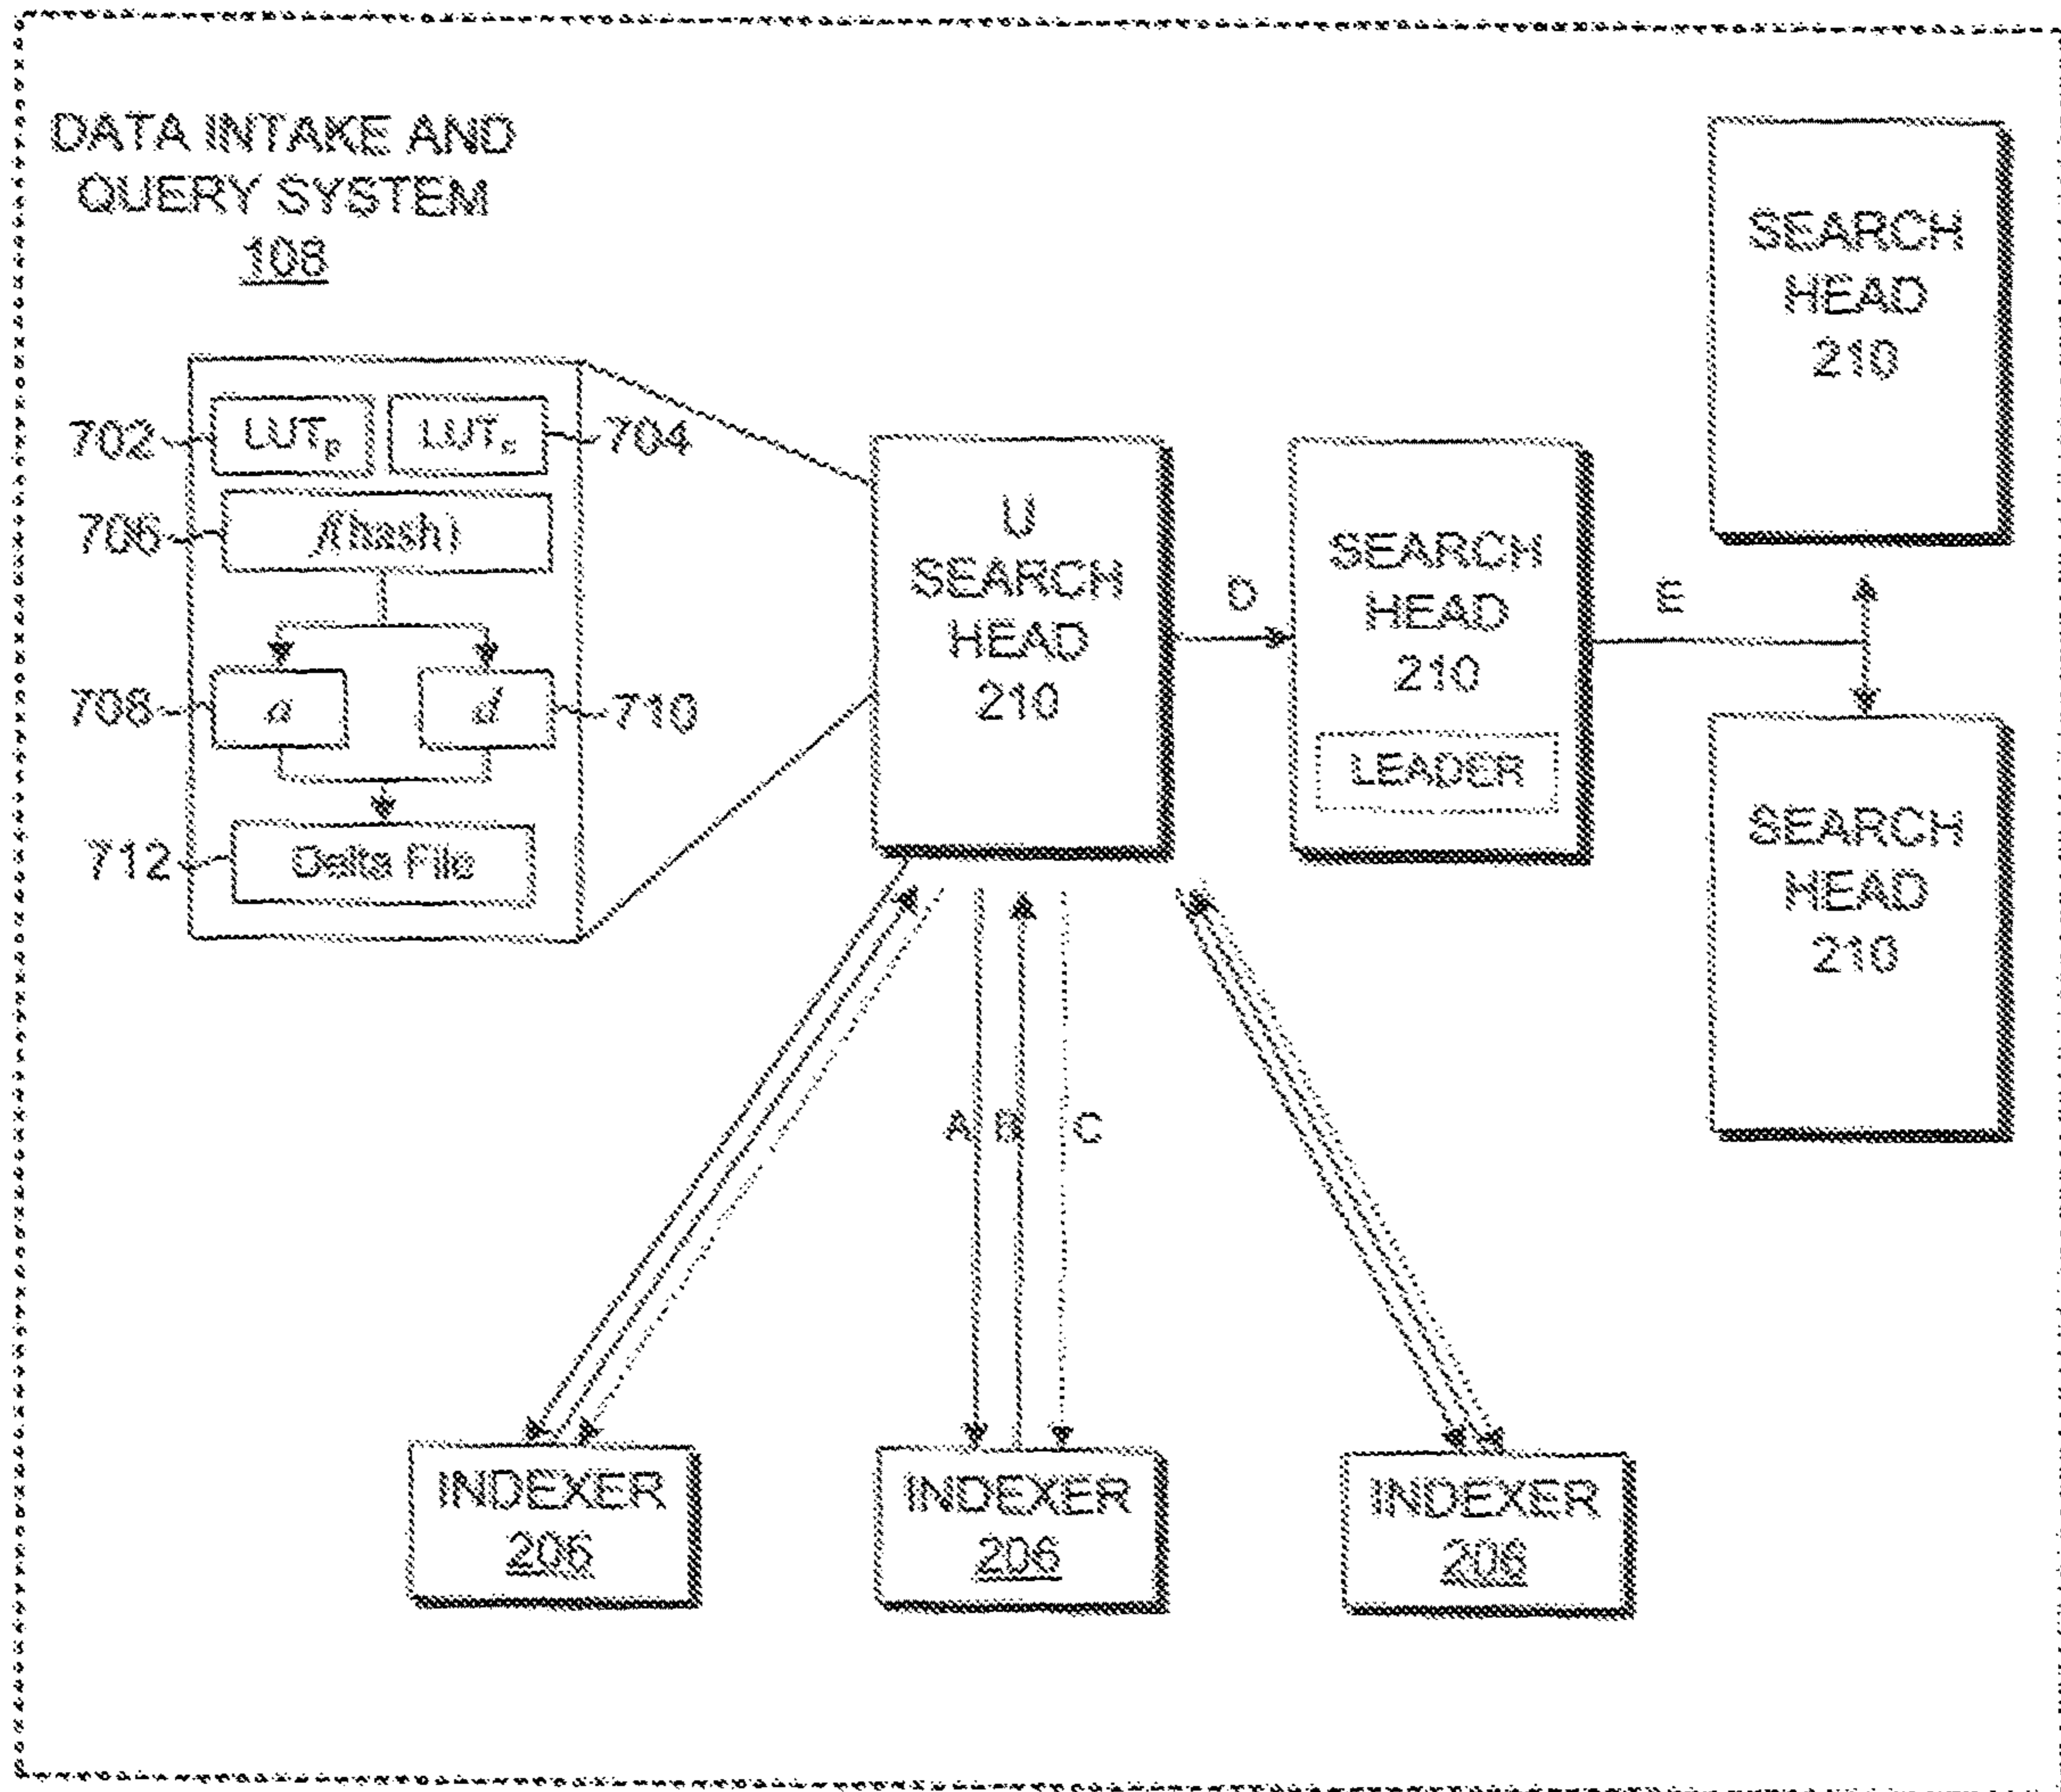 DATA INTAKE AND
QUERY SYSTEM
108
702
LUTp
LUTc
704
706
f(hash)
708
a
d
710
712
Delta File
U
SEARCH
HEAD
210
D
SEARCH
HEAD
210
LEADER
E
SEARCH
HEAD
210
SEARCH
HEAD
210
A
B
C
INDEXER
206
INDEXER
206
INDEXER
206